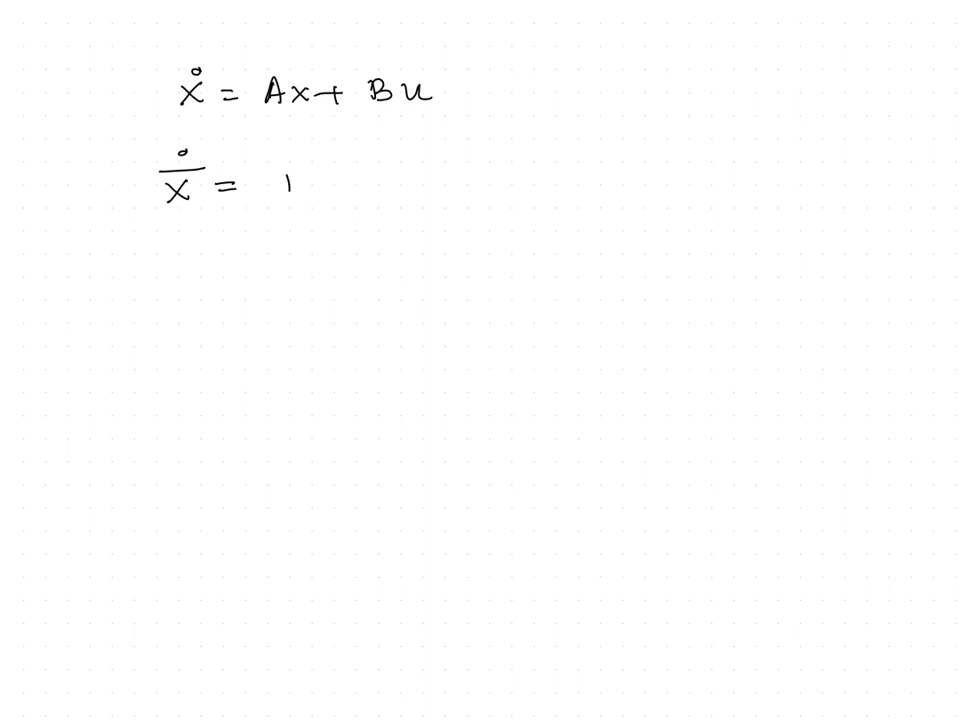 ẋ = Ax + Bu
ẋ̅ = 1